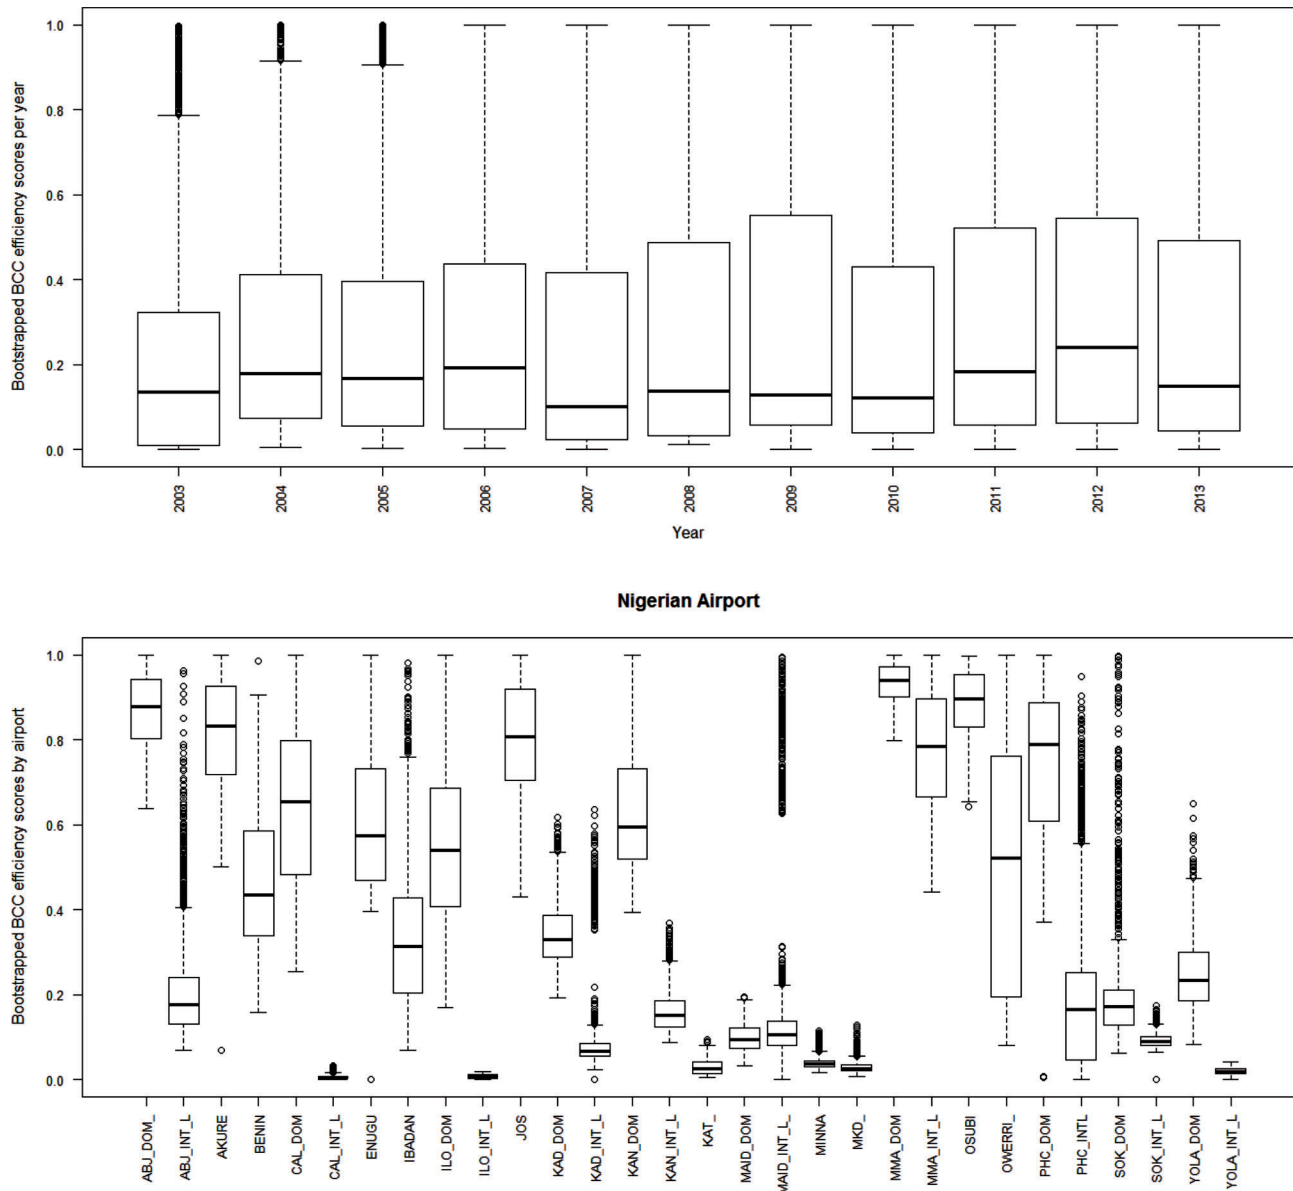 Bootstrapped BCC efficiency scores per year
1.0
0.8
0.6
0.4
0.2
0.0
2003 2004 2005 2006 2007 2008 2009 2010 2011 2012 2013
Year
Nigerian Airport
Bootstrapped BCC efficiency scores by airport
1.0
0.8
0.6
0.4
0.2
0.0
ABJ_DOM_ ABJ_INT_L AKURE BENIN CAL_DOM CAL_INT_L ENUGU IBADAN ILO_DOM ILO_INT_L JOS KAD_DOM KAD_INT_L KAN_DOM KAN_INT_L KAT_ MAID_DOM MAID_INT_L_ MINNA MKD_ MMA_DOM MMA_INT_L OSUBI OWERRI_ PHC_DOM PHC_INTL SOK_DOM SOK_INT_L YOLA_DOM YOLA_INT_L